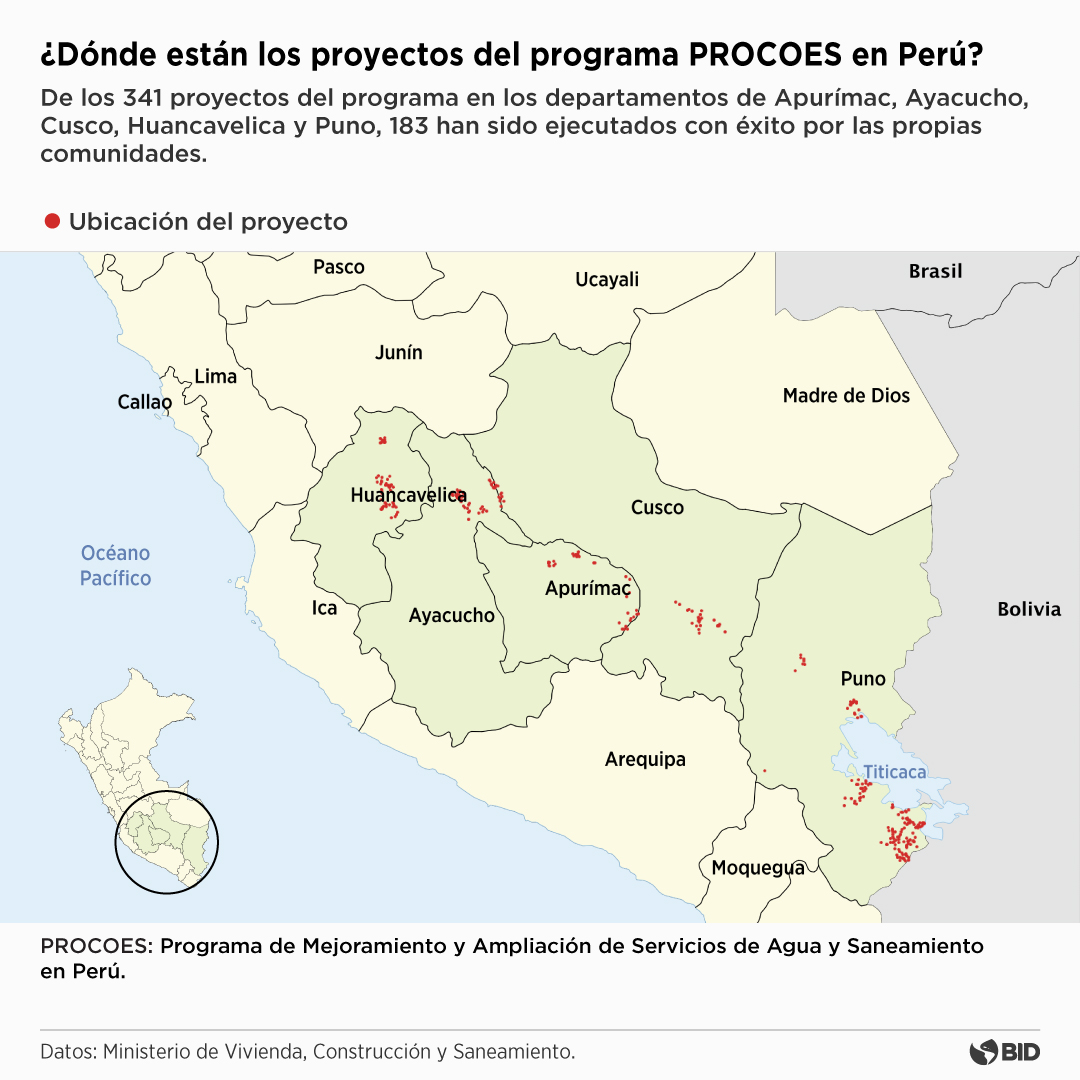 ¿Dónde están los proyectos del programa PROCOES en Perú?
De los 341 proyectos del programa en los departamentos de Apurímac, Ayacucho,
Cusco, Huancavelica y Puno, 183 han sido ejecutados con éxito por las propias
comunidades.
Ubicación del proyecto
Pasco
Ucayali
Brasil
Junín
Lima
Callao
Madre de Dios
Huancavelica
Cusco
Océano
Pacífico
Apurímac
Ica
Ayacucho
Bolivia
Puno
Arequipa
Titicaca
Moquegua
PROCOES: Programa de Mejoramiento y Ampliación de Servicios de Agua y Saneamiento
en Perú.
Datos: Ministerio de Vivienda, Construcción y Saneamiento.
BID